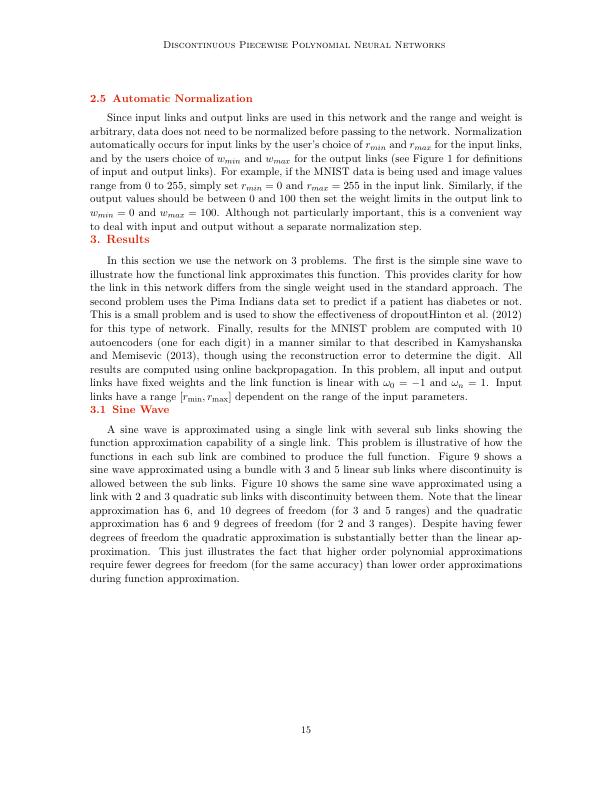 Discontinuous Piecewise Polynomial Neural Networks
2.5 Automatic Normalization
Since input links and output links are used in this network and the range and weight is
arbitrary, data does not need to be normalized before passing to the network. Normalization
automatically occurs for input links by the user's choice of r_min and r_max for the input links,
and by the users choice of w_min and w_max for the output links (see Figure 1 for definitions
of input and output links). For example, if the MNIST data is being used and image values
range from 0 to 255, simply set r_min = 0 and r_max = 255 in the input link. Similarly, if the
output values should be between 0 and 100 then set the weight limits in the output link to
w_min = 0 and w_max = 100. Although not particularly important, this is a convenient way
to deal with input and output without a separate normalization step.
3. Results
In this section we use the network on 3 problems. The first is the simple sine wave to
illustrate how the functional link approximates this function. This provides clarity for how
the link in this network differs from the single weight used in the standard approach. The
second problem uses the Pima Indians data set to predict if a patient has diabetes or not.
This is a small problem and is used to show the effectiveness of dropoutHinton et al. (2012)
for this type of network. Finally, results for the MNIST problem are computed with 10
autoencoders (one for each digit) in a manner similar to that described in Kamyshanska
and Memisevic (2013), though using the reconstruction error to determine the digit. All
results are computed using online backpropagation. In this problem, all input and output
links have fixed weights and the link function is linear with ω_0 = −1 and ω_n = 1. Input
links have a range [r_min, r_max] dependent on the range of the input parameters.
3.1 Sine Wave
A sine wave is approximated using a single link with several sub links showing the
function approximation capability of a single link. This problem is illustrative of how the
functions in each sub link are combined to produce the full function. Figure 9 shows a
sine wave approximated using a bundle with 3 and 5 linear sub links where discontinuity is
allowed between the sub links. Figure 10 shows the same sine wave approximated using a
link with 2 and 3 quadratic sub links with discontinuity between them. Note that the linear
approximation has 6, and 10 degrees of freedom (for 3 and 5 ranges) and the quadratic
approximation has 6 and 9 degrees of freedom (for 2 and 3 ranges). Despite having fewer
degrees of freedom the quadratic approximation is substantially better than the linear ap-
proximation. This just illustrates the fact that higher order polynomial approximations
require fewer degrees for freedom (for the same accuracy) than lower order approximations
during function approximation.
15